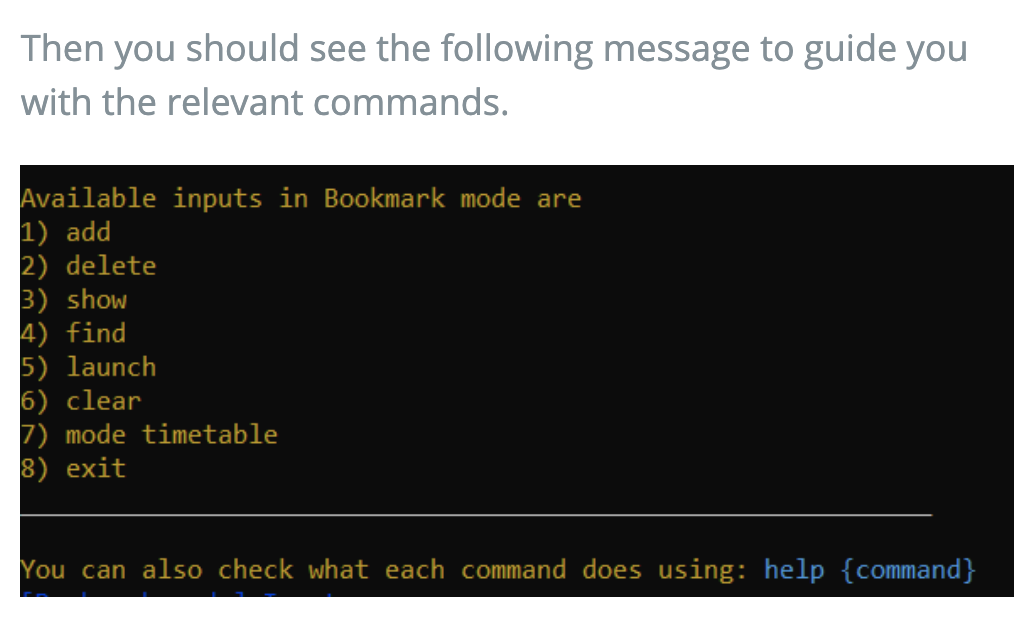 Then you should see the following message to guide you
with the relevant commands.
Available inputs in Bookmark mode are
1) add
2) delete
3) show
4) find
5) launch
6) clear
7) mode timetable
8) exit
You can also check what each command does using: help {command}